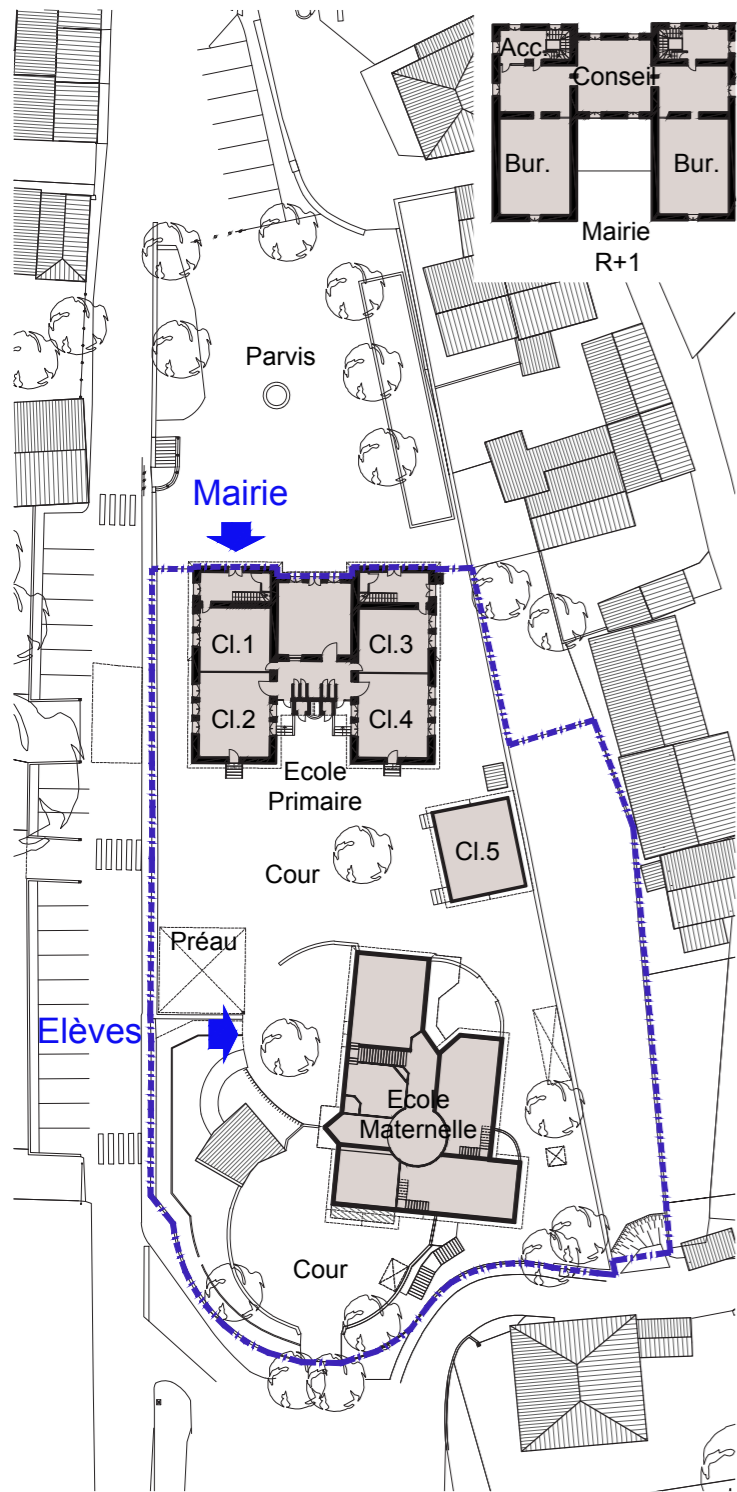 Acc.
Conseil
Bur.
Bur.
Mairie
R+1
Parvis
Mairie
Cl.1
Cl.3
Cl.2
Cl.4
Ecole
Primaire
Cl.5
Cour
Préau
Elèves
Ecole
Maternelle
Cour